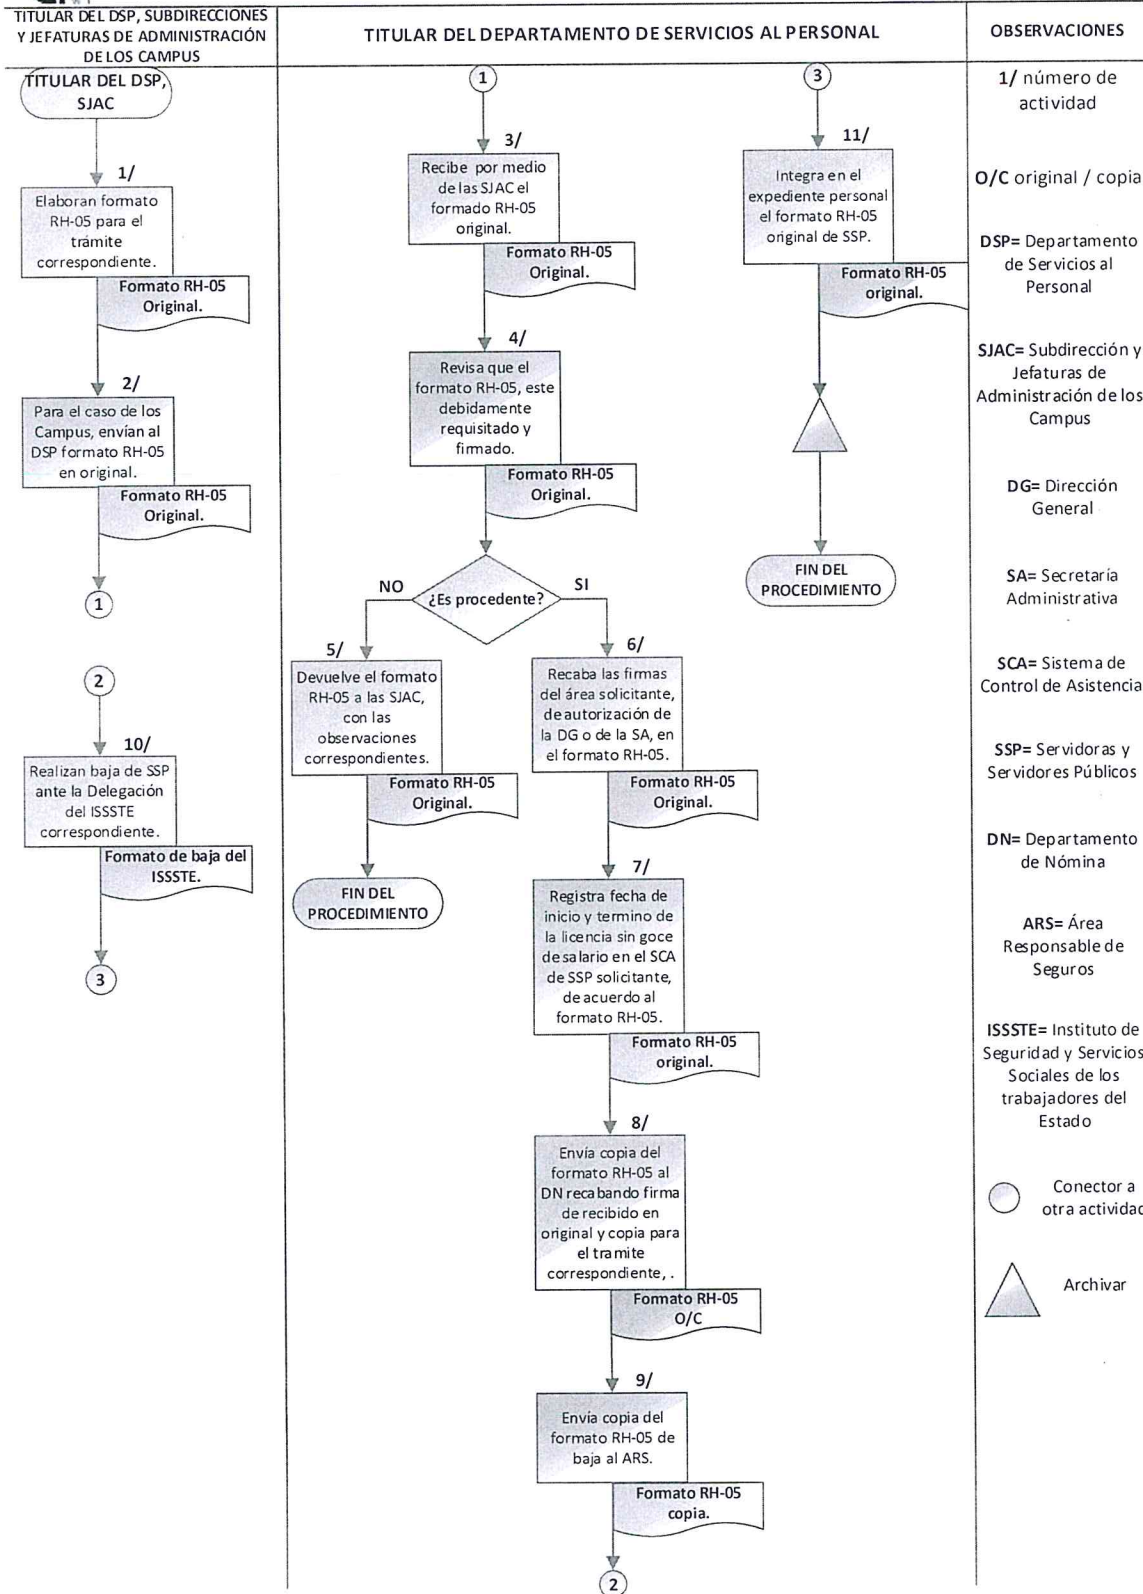 TITULAR DEL DSP, SUBDIRECCIONES
Y JEFATURAS DE ADMINISTRACIÓN
DE LOS CAMPUS
TITULAR DEL DEPARTAMENTO DE SERVICIOS AL PERSONAL
OBSERVACIONES
TITULAR DEL DSP,
SJAC
1/
Elaboran formato
RH-05 para el
trámite
correspondiente.
Formato RH-05
Original.
2/
Para el caso de los
Campus, envían al
DSP formato RH-05
en original.
Formato RH-05
Original.
1
2
10/
Realizan baja de SSP
ante la Delegación
del ISSSTE
correspondiente.
Formato de baja del
ISSSTE.
3
1
3/
Recibe por medio
de las SJAC el
formado RH-05
original.
Formato RH-05
Original.
4/
Revisa que el
formato RH-05, este
debidamente
requisitado y
firmado.
Formato RH-05
Original.
¿Es procedente?
NO
SI
5/
Devuelve el formato
RH-05 a las SJAC,
con las
observaciones
correspondientes.
Formato RH-05
Original.
FIN DEL
PROCEDIMIENTO
6/
Recaba las firmas
del área solicitante,
de autorización de
la DG o de la SA, en
el formato RH-05.
Formato RH-05
Original.
7/
Registra fecha de
inicio y termino de
la licencia sin goce
de salario en el SCA
de SSP solicitante,
de acuerdo al
formato RH-05.
Formato RH-05
original.
8/
Envía copia del
formato RH-05 al
DN recabando firma
de recibido en
original y copia para
el tramite
correspondiente, .
Formato RH-05
O/C
9/
Envía copia del
formato RH-05 de
baja al ARS.
Formato RH-05
copia.
2
3
11/
Integra en el
expediente personal
el formato RH-05
original de SSP.
Formato RH-05
original.
FIN DEL
PROCEDIMIENTO
1/ número de
actividad
O/C original / copia
DSP= Departamento
de Servicios al
Personal
SJAC= Subdirección y
Jefaturas de
Administración de los
Campus
DG= Dirección
General
SA= Secretaría
Administrativa
SCA= Sistema de
Control de Asistencia
SSP= Servidoras y
Servidores Públicos
DN= Departamento
de Nómina
ARS= Área
Responsable de
Seguros
ISSSTE= Instituto de
Seguridad y Servicios
Sociales de los
trabajadores del
Estado
Conector a
otra actividad
Archivar